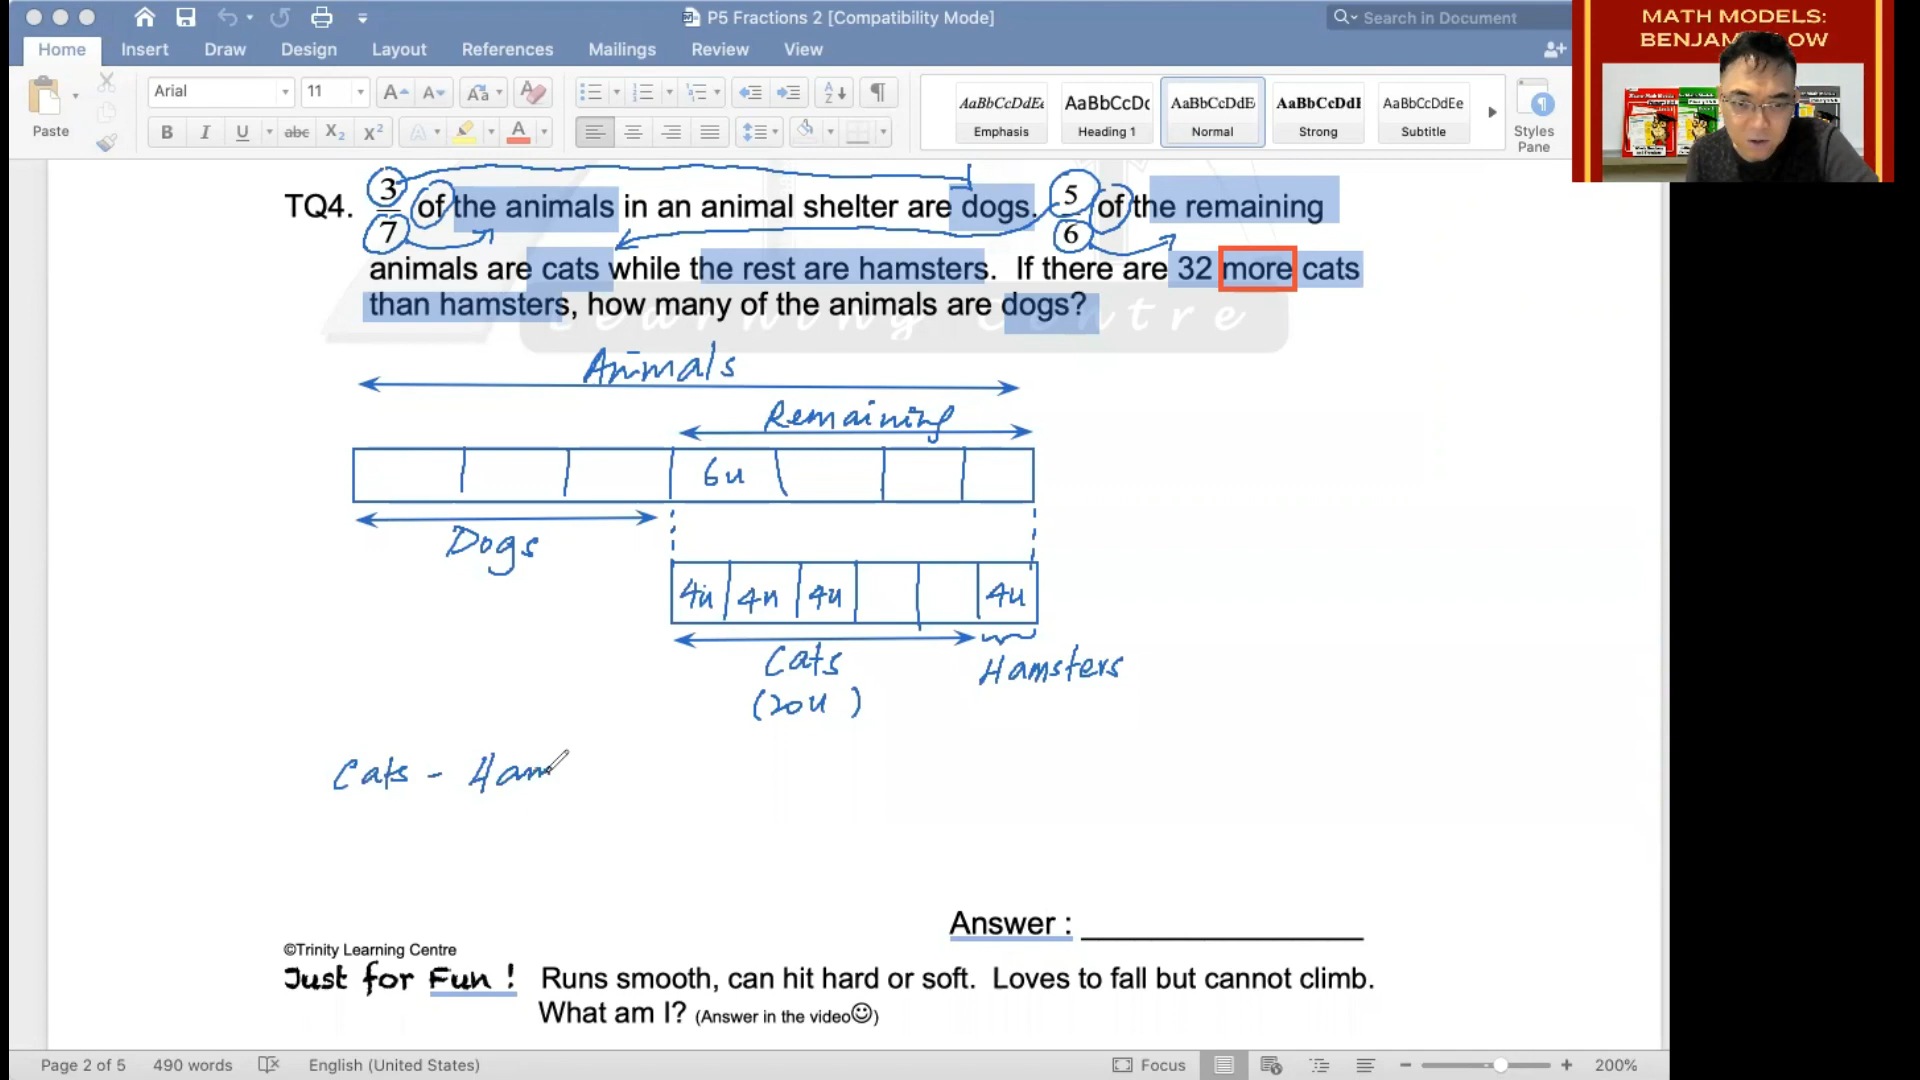 P5 Fractions 2 [Compatibility Mode]
Search in Document
MATH MODELS:
Home Insert Draw Design Layout References Mailings Review View
Paste
Arial 11
B I U abc X2 X2
AaBbCcDdEe AaBbCcDc AaBbCcDdE AaBbCcDdI AaBbCcDdEe
Emphasis Heading 1 Normal Strong Subtitle
Styles
Pane
TQ4. 3/7 of the animals in an animal shelter are dogs. 5/6 of the remaining
animals are cats while the rest are hamsters. If there are 32 more cats
than hamsters, how many of the animals are dogs?
Learning Centre
Animals
Remaining
6u
Dogs
4u 4u 4u 4u
Cats
Hamsters
(20u )
Cats - Ham
Answer :
©Trinity Learning Centre
Just for Fun ! Runs smooth, can hit hard or soft. Loves to fall but cannot climb.
What am I? (Answer in the video☺)
Page 2 of 5 490 words English (United States) Focus 200%